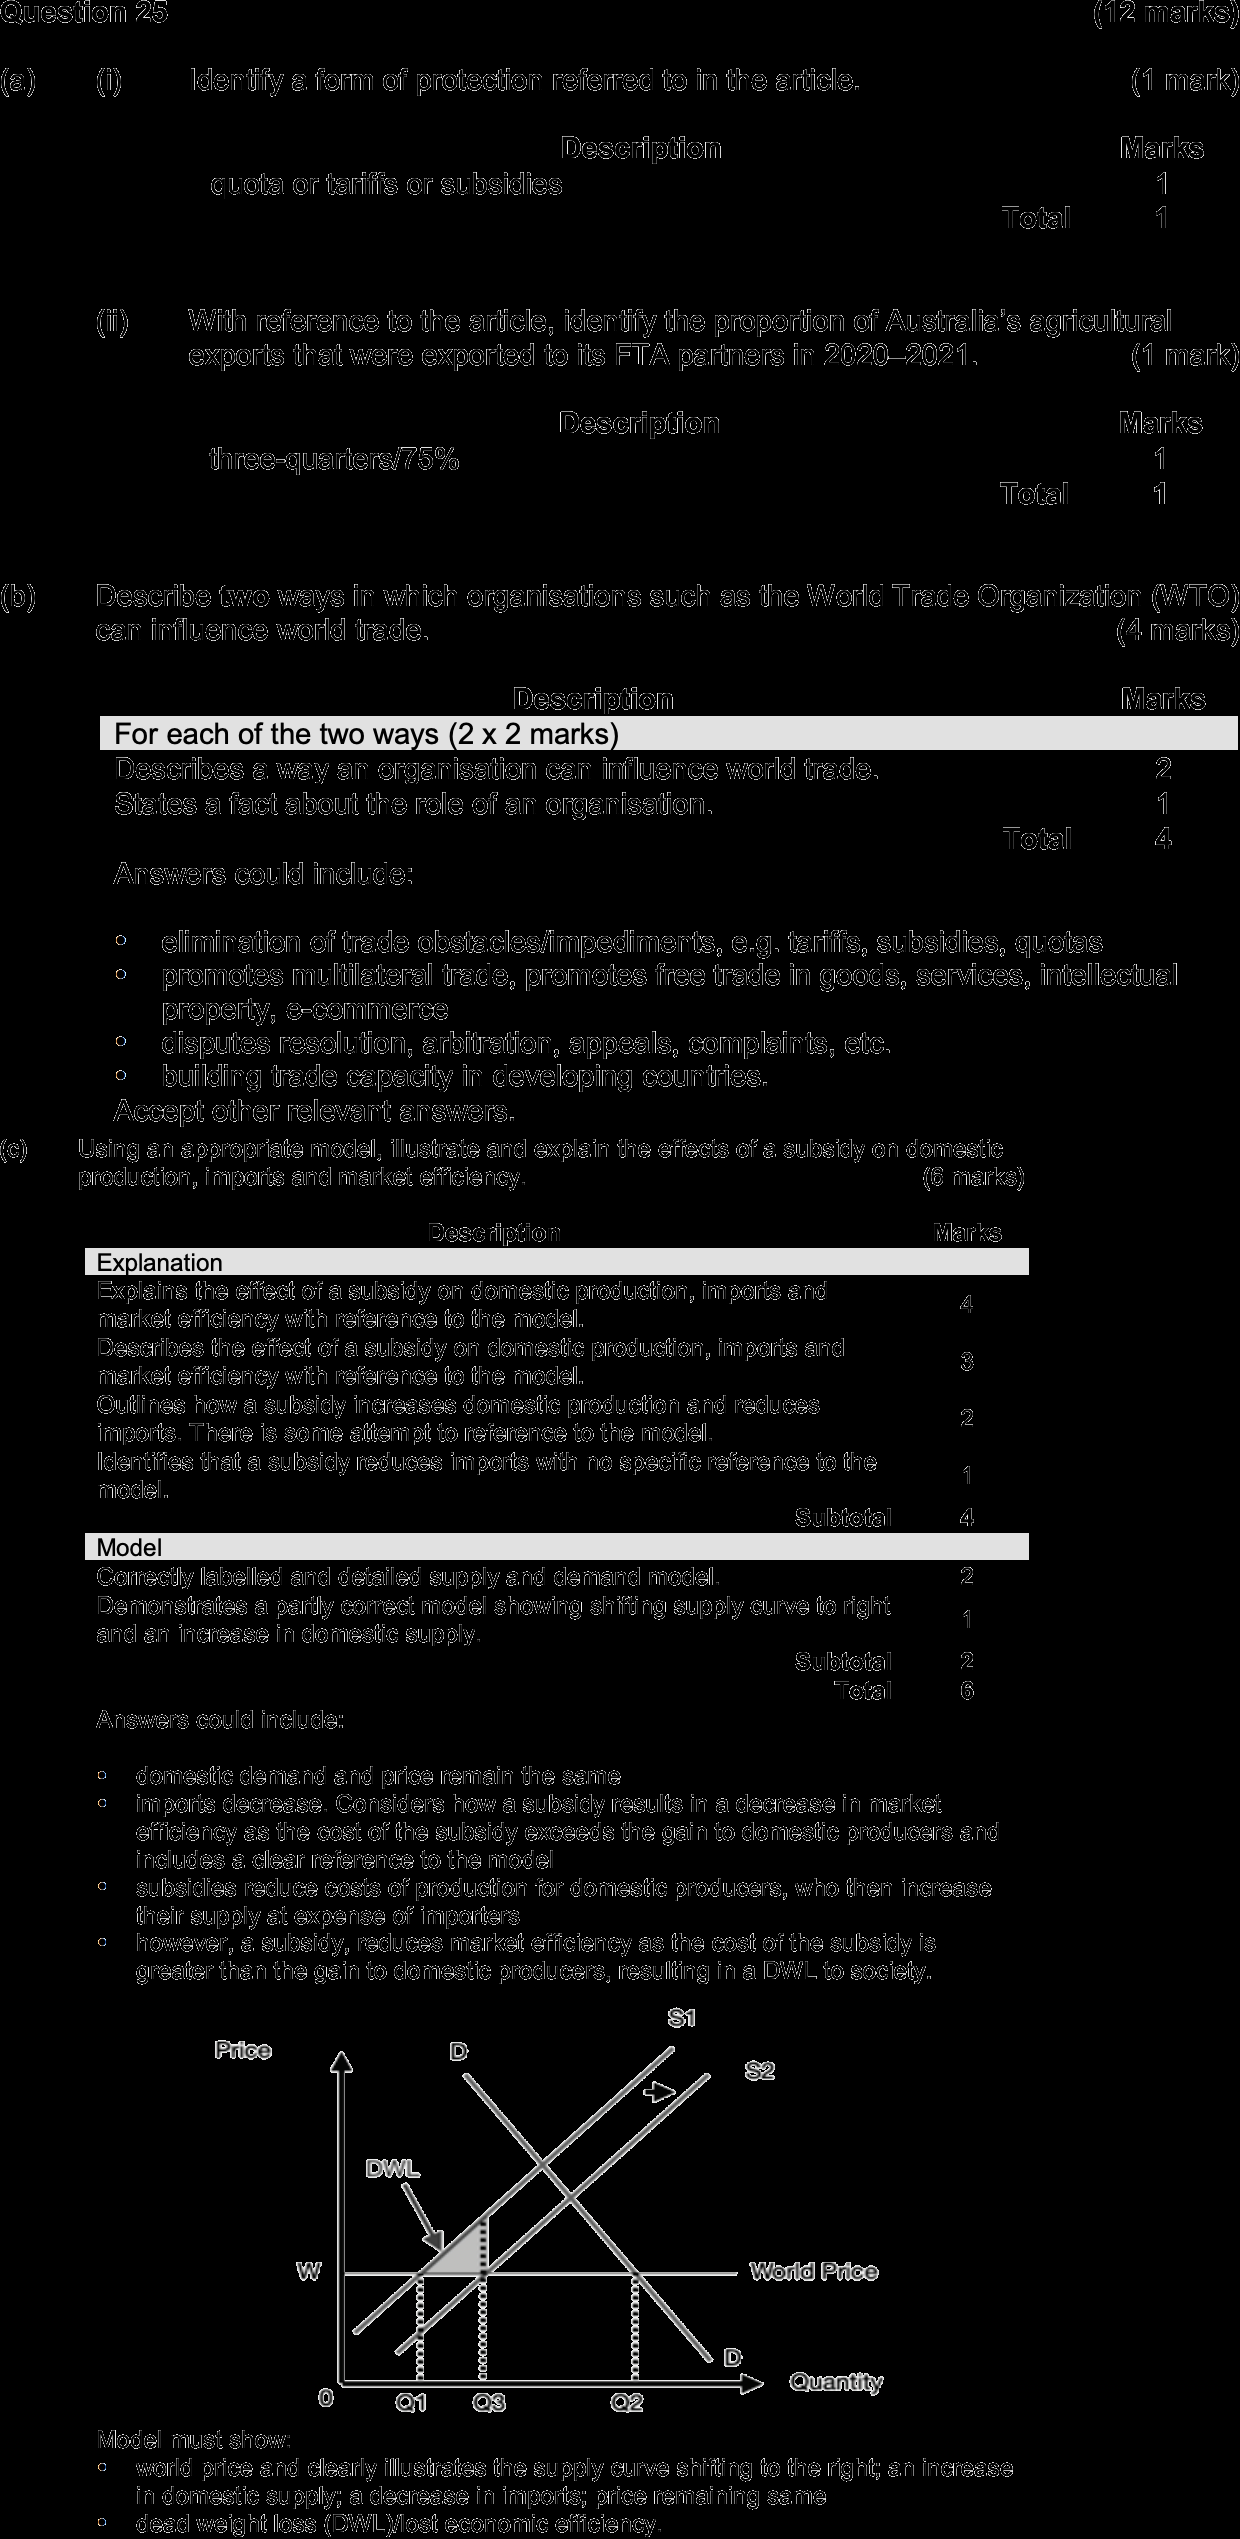 Question 25 (12 marks)
(a) (i) Identify a form of protection referred to in the article. (1 mark)
Description Marks
quota or tariffs or subsidies 1
Total 1
(ii) With reference to the article, identify the proportion of Australia's agricultural
exports that were exported to its FTA partners in 2020–2021. (1 mark)
Description Marks
three-quarters/75% 1
Total 1
(b) Describe two ways in which organisations such as the World Trade Organization (WTO)
can influence world trade. (4 marks)
Description Marks
For each of the two ways (2 x 2 marks)
Describes a way an organisation can influence world trade. 2
States a fact about the role of an organisation. 1
Total 4
Answers could include:
• elimination of trade obstacles/impediments, e.g. tariffs, subsidies, quotas
• promotes multilateral trade, promotes free trade in goods, services, intellectual
property, e-commerce
• disputes resolution, arbitration, appeals, complaints, etc.
• building trade capacity in developing countries.
Accept other relevant answers.
(c) Using an appropriate model, illustrate and explain the effects of a subsidy on domestic
production, imports and market efficiency. (6 marks)
Description Marks
Explanation
Explains the effect of a subsidy on domestic production, imports and
market efficiency with reference to the model. 4
Describes the effect of a subsidy on domestic production, imports and
market efficiency with reference to the model. 3
Outlines how a subsidy increases domestic production and reduces
imports. There is some attempt to reference to the model. 2
Identifies that a subsidy reduces imports with no specific reference to the
model. 1
Subtotal 4
Model
Correctly labelled and detailed supply and demand model. 2
Demonstrates a partly correct model showing shifting supply curve to right
and an increase in domestic supply. 1
Subtotal 2
Total 6
Answers could include:
• domestic demand and price remain the same
• imports decrease. Considers how a subsidy results in a decrease in market
efficiency as the cost of the subsidy exceeds the gain to domestic producers and
includes a clear reference to the model
• subsidies reduce costs of production for domestic producers, who then increase
their supply at expense of importers
• however, a subsidy, reduces market efficiency as the cost of the subsidy is
greater than the gain to domestic producers, resulting in a DWL to society.
S1
Price D
S2
DWL
W World Price
D
Quantity
0 Q1 Q3 Q2
Model must show:
• world price and clearly illustrates the supply curve shifting to the right; an increase
in domestic supply; a decrease in imports; price remaining same
• dead weight loss (DWL)/lost economic efficiency.